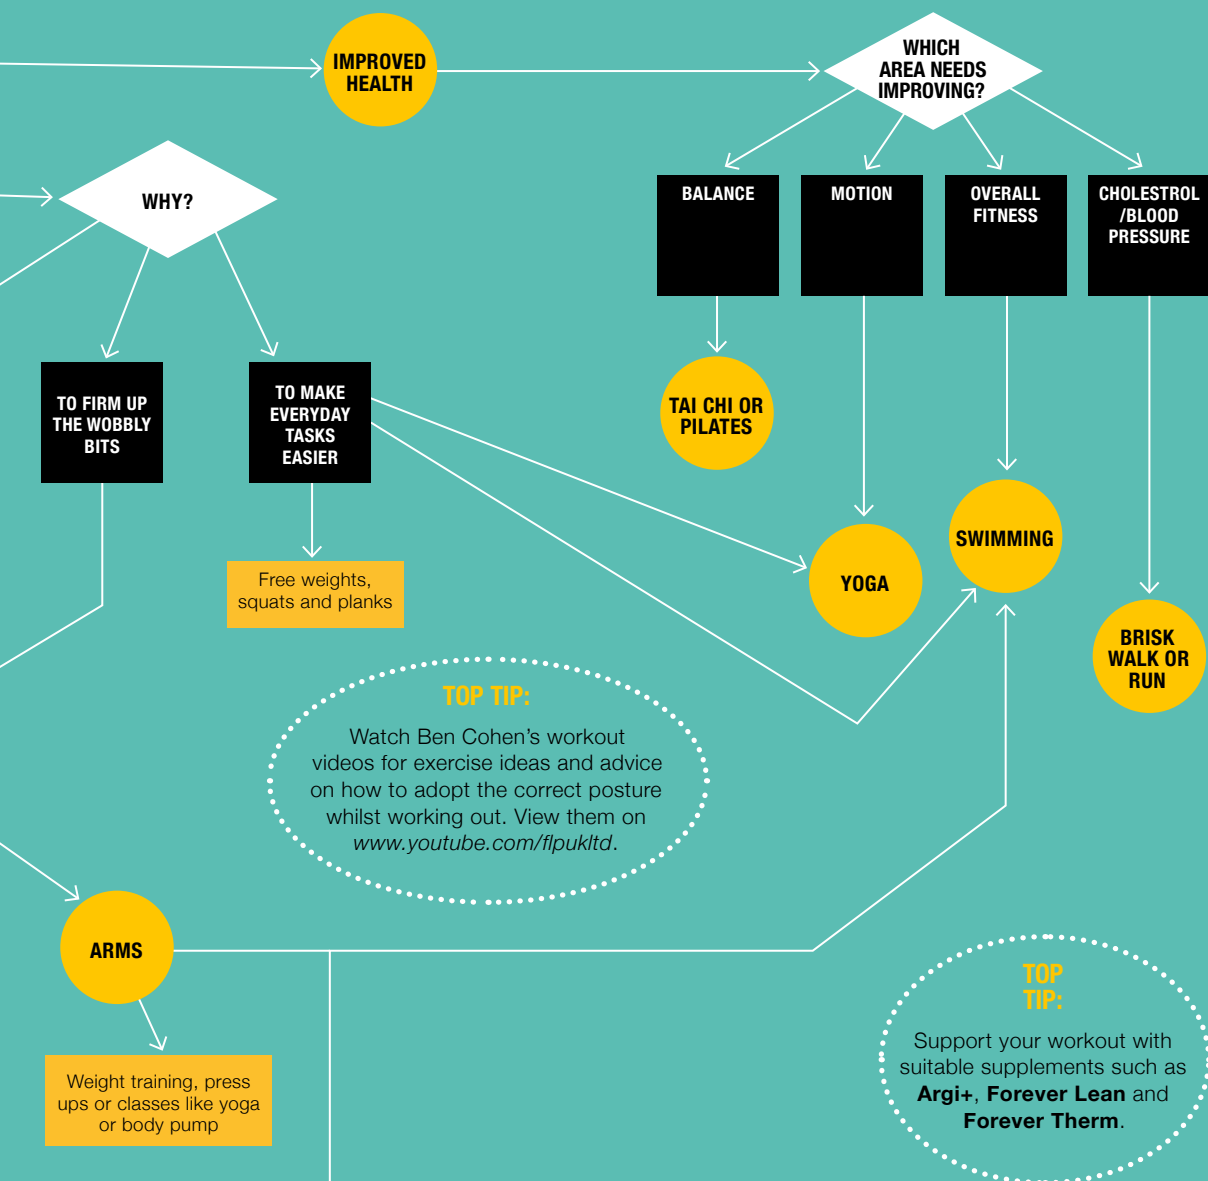 IMPROVED
HEALTH
WHICH
AREA NEEDS
IMPROVING?
WHY?
BALANCE
MOTION
OVERALL
FITNESS
CHOLESTROL
/BLOOD
PRESSURE
TO FIRM UP
THE WOBBLY
BITS
TO MAKE
EVERYDAY
TASKS
EASIER
TAI CHI OR
PILATES
SWIMMING
YOGA
Free weights,
squats and planks
BRISK
WALK OR
RUN
TOP TIP:
Watch Ben Cohen’s workout
videos for exercise ideas and advice
on how to adopt the correct posture
whilst working out. View them on
www.youtube.com/flpukltd.
ARMS
Weight training, press
ups or classes like yoga
or body pump
TOP
TIP:
Support your workout with
suitable supplements such as
Argi+, Forever Lean and
Forever Therm.